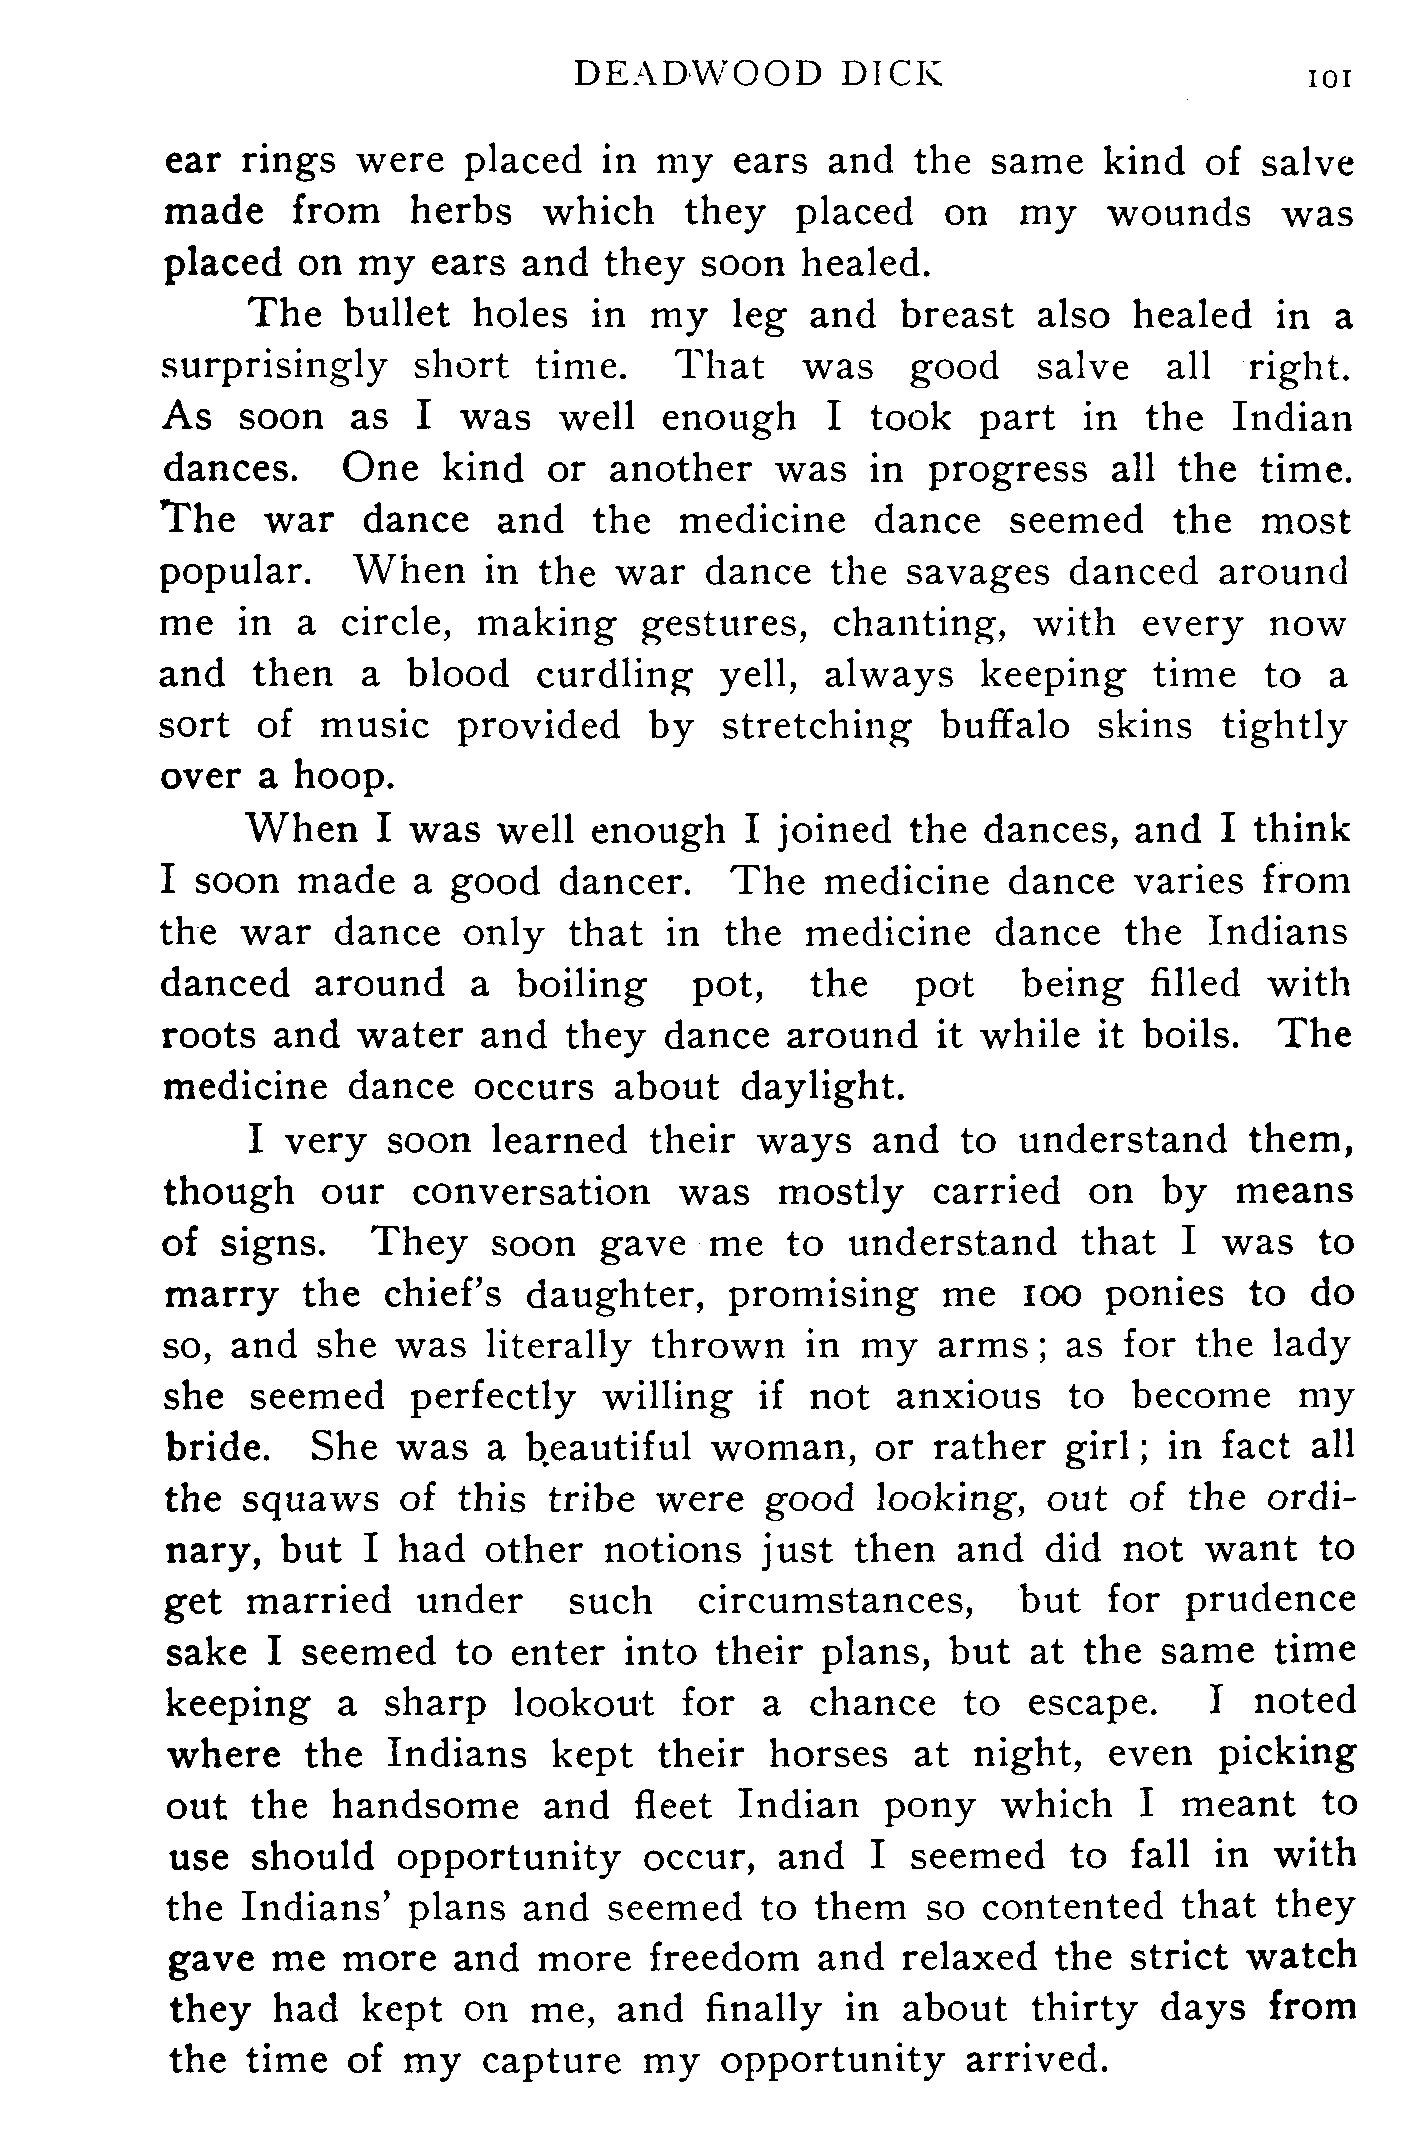 DEADWOOD DICK 101
ear rings were placed in my ears and the same kind of salve
made from herbs which they placed on my wounds was
placed on my ears and they soon healed.
The bullet holes in my leg and breast also healed in a
surprisingly short time. That was good salve all right.
As soon as I was well enough I took part in the Indian
dances. One kind or another was in progress all the time.
The war dance and the medicine dance seemed the most
popular. When in the war dance the savages danced around
me in a circle, making gestures, chanting, with every now
and then a blood curdling yell, always keeping time to a
sort of music provided by stretching buffalo skins tightly
over a hoop.
When I was well enough I joined the dances, and I think
I soon made a good dancer. The medicine dance varies from
the war dance only that in the medicine dance the Indians
danced around a boiling pot, the pot being filled with
roots and water and they dance around it while it boils. The
medicine dance occurs about daylight.
I very soon learned their ways and to understand them,
though our conversation was mostly carried on by means
of signs. They soon gave me to understand that I was to
marry the chief's daughter, promising me 100 ponies to do
so, and she was literally thrown in my arms; as for the lady
she seemed perfectly willing if not anxious to become my
bride. She was a beautiful woman, or rather girl; in fact all
the squaws of this tribe were good looking, out of the ordi-
nary, but I had other notions just then and did not want to
get married under such circumstances, but for prudence
sake I seemed to enter into their plans, but at the same time
keeping a sharp lookout for a chance to escape. I noted
where the Indians kept their horses at night, even picking
out the handsome and fleet Indian pony which I meant to
use should opportunity occur, and I seemed to fall in with
the Indians' plans and seemed to them so contented that they
gave me more and more freedom and relaxed the strict watch
they had kept on me, and finally in about thirty days from
the time of my capture my opportunity arrived.